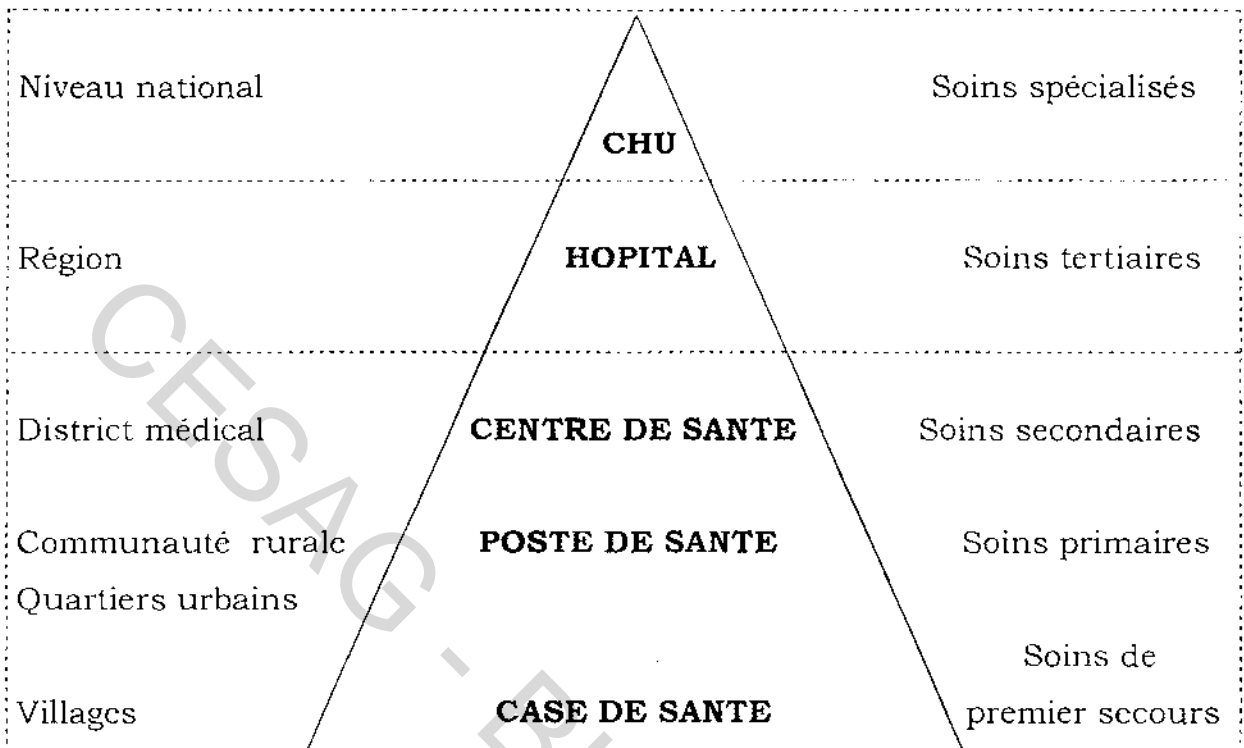 Niveau national
Soins spécialisés
CHU
Région
HOPITAL
Soins tertiaires
District médical
CENTRE DE SANTE
Soins secondaires
Communauté rurale
POSTE DE SANTE
Soins primaires
Quartiers urbains
Soins de
Villages
CASE DE SANTE
premier secours
CESAG - B